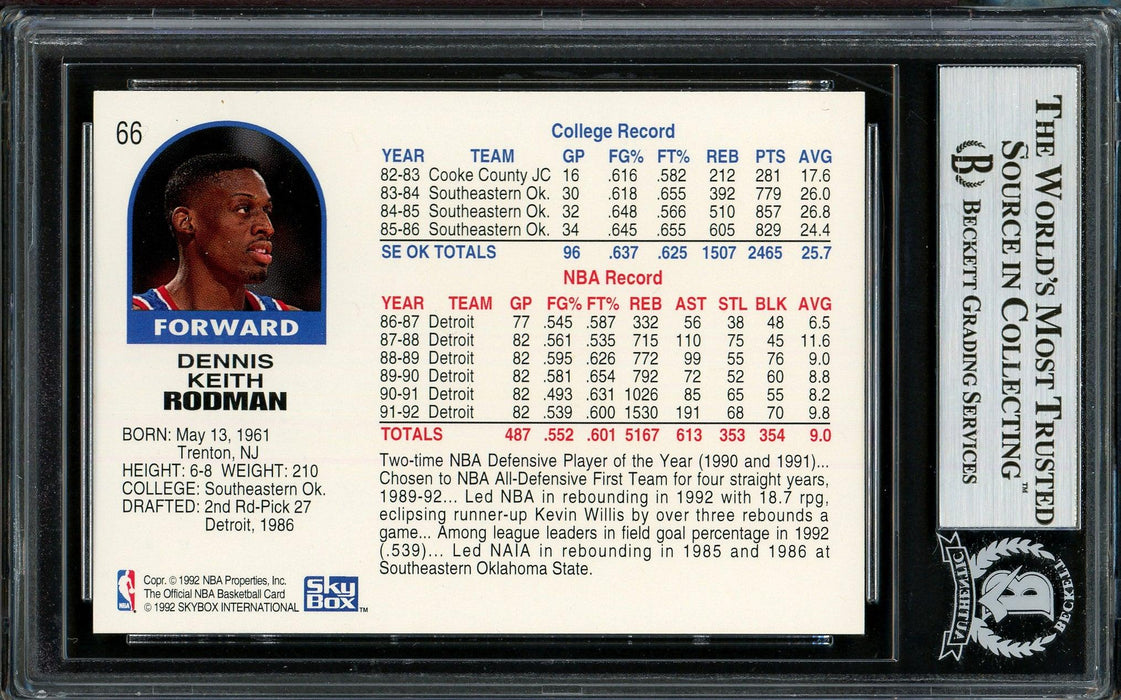 66
FORWARD
DENNIS
KEITH
RODMAN
BORN: May 13, 1961
Trenton, NJ
HEIGHT: 6-8 WEIGHT: 210
COLLEGE: Southeastern Ok.
DRAFTED: 2nd Rd-Pick 27
Detroit, 1986
NBA
Copr. © 1992 NBA Properties, Inc.
The Official NBA Basketball Card
© 1992 SKYBOX INTERNATIONAL
SKY
BOX ™
College Record
YEAR TEAM GP FG% FT% REB PTS AVG
82-83 Cooke County JC 16 .616 .582 212 281 17.6
83-84 Southeastern Ok. 30 .618 .655 392 779 26.0
84-85 Southeastern Ok. 32 .648 .566 510 857 26.8
85-86 Southeastern Ok. 34 .645 .655 605 829 24.4
SE OK TOTALS 96 .637 .625 1507 2465 25.7
NBA Record
YEAR TEAM GP FG% FT% REB AST STL BLK AVG
86-87 Detroit 77 .545 .587 332 56 38 48 6.5
87-88 Detroit 82 .561 .535 715 110 75 45 11.6
88-89 Detroit 82 .595 .626 772 99 55 76 9.0
89-90 Detroit 82 .581 .654 792 72 52 60 8.8
90-91 Detroit 82 .493 .631 1026 85 65 55 8.2
91-92 Detroit 82 .539 .600 1530 191 68 70 9.8
TOTALS 487 .552 .601 5167 613 353 354 9.0
Two-time NBA Defensive Player of the Year (1990 and 1991)...
Chosen to NBA All-Defensive First Team for four straight years,
1989-92... Led NBA in rebounding in 1992 with 18.7 rpg,
eclipsing runner-up Kevin Willis by over three rebounds a
game... Among league leaders in field goal percentage in 1992
(.539)... Led NAIA in rebounding in 1985 and 1986 at
Southeastern Oklahoma State.
THE WORLD'S MOST TRUSTED
SOURCE IN COLLECTING™
B BECKETT GRADING SERVICES
AUTHENTIC
B
BECKETT